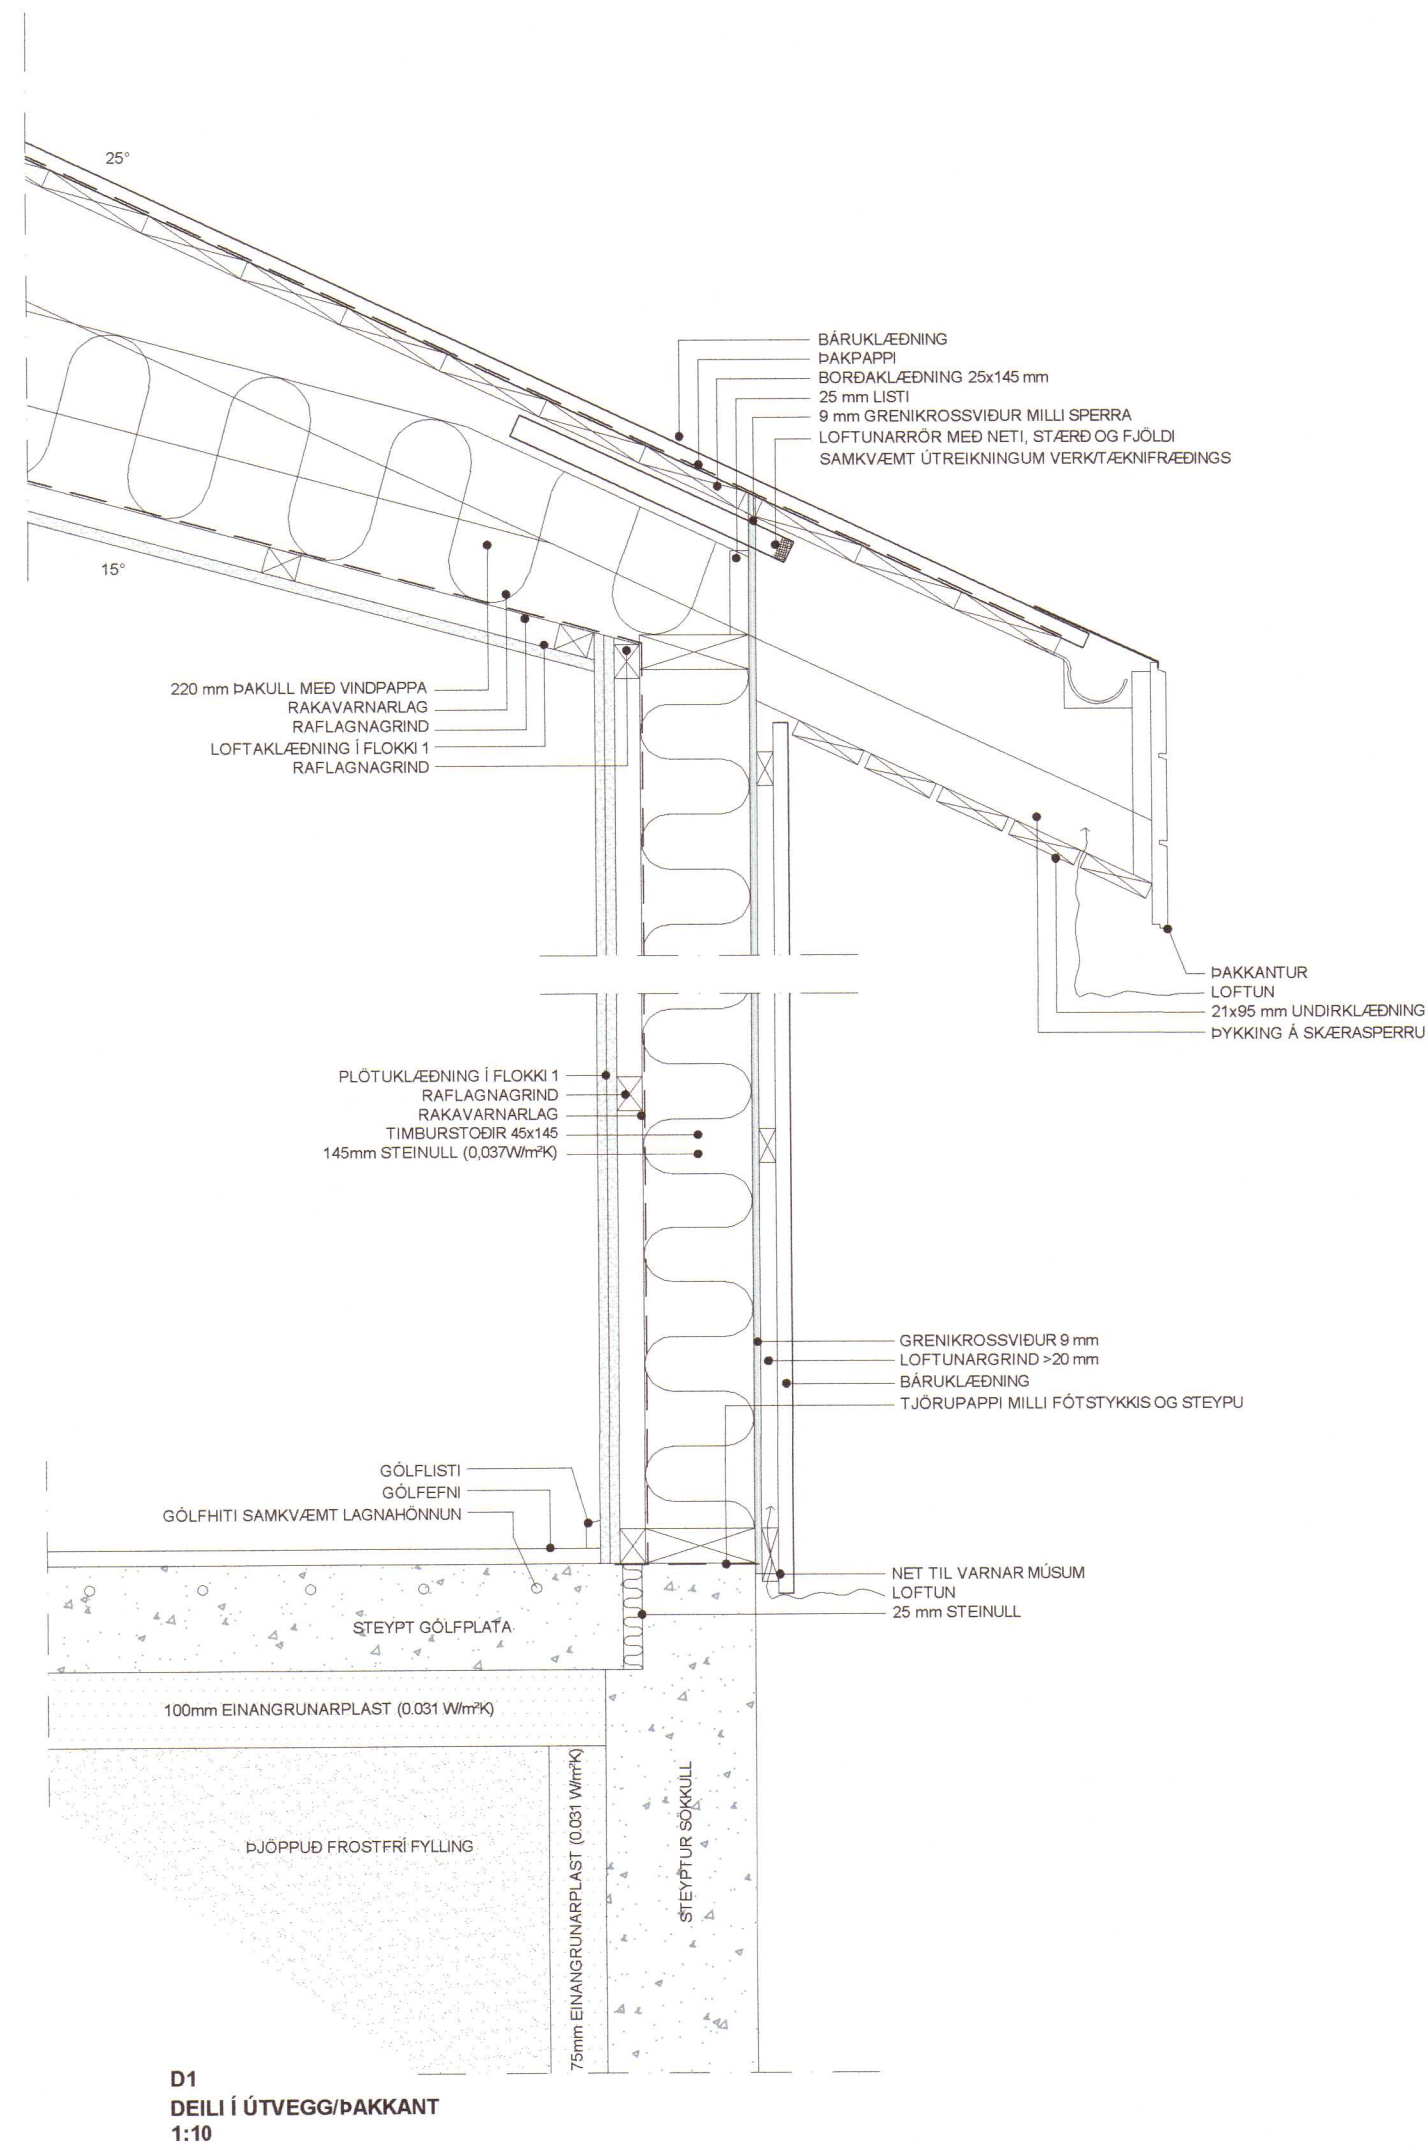 25°
BÁRUKLÆÐNING
ÞAKPAPPI
BORÐAKLÆÐNING 25x145 mm
25 mm LISTI
9 mm GRENIKROSSVIÐUR MILLI SPERRA
LOFTUNARRÖR MEÐ NETI, STÆRÐ OG FJÖLDI
SAMKVÆMT ÚTREIKNINGUM VERK/TÆKNIFRÆÐINGS
15°
220 mm ÞAKULL MEÐ VINDPAPPA
RAKAVARNARLAG
RAFLAGNAGRIND
LOFTAKLÆÐNING Í FLOKKI 1
RAFLAGNAGRIND
ÞAKKANTUR
LOFTUN
21x95 mm UNDIRKLÆÐNING
ÞYKKING Á SKÆRASPERRU
PLÖTUKLÆÐNING Í FLOKKI 1
RAFLAGNAGRIND
RAKAVARNARLAG
TIMBURSTOÐIR 45x145
145mm STEINULL (0,037W/m²K)
GRENIKROSSVIÐUR 9 mm
LOFTUNARGRIND >20 mm
BÁRUKLÆÐNING
TJÖRUPAPPI MILLI FÓTSTYKKIS OG STEYPU
GÓLFLISTI
GÓLFEFNI
GÓLFHITI SAMKVÆMT LAGNAHÖNNUN
NET TIL VARNAR MÚSUM
LOFTUN
25 mm STEINULL
STEYPT GÓLFPLATA
100mm EINANGRUNARPLAST (0.031 W/m²K)
75mm EINANGRUNARPLAST (0.031 W/m²K)
STEYPTUR SÖKKULL
ÞJÖPPUÐ FROSTFRÍ FYLLING
D1
DEILI Í ÚTVEGG/ÞAKKANT
1:10